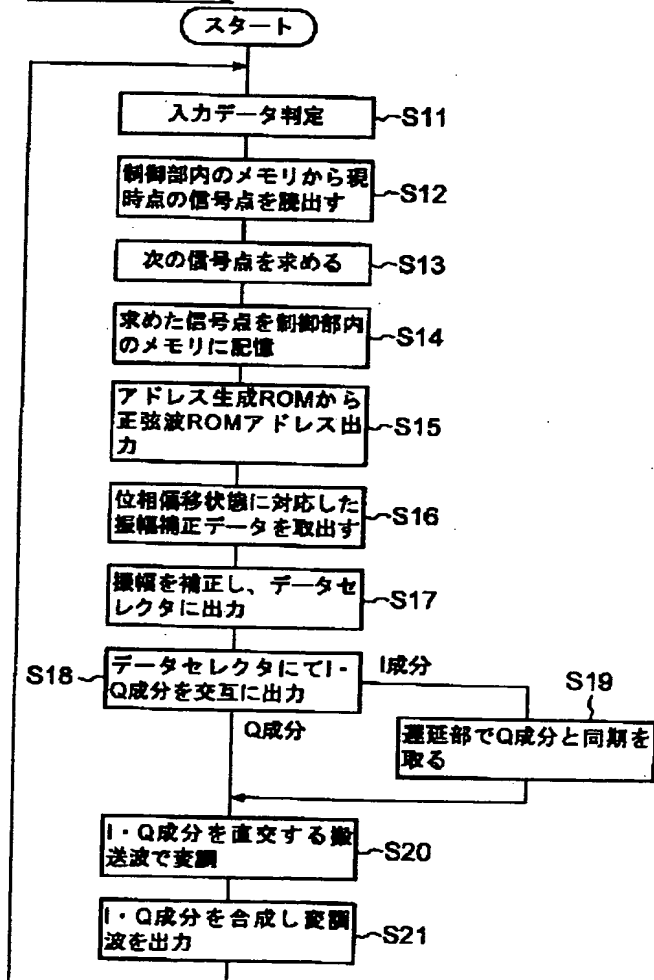 スタート
入力データ判定
S11
制御部内のメモリから現
時点の信号点を読出す
S12
次の信号点を求める
S13
求めた信号点を制御部内
のメモリに記憶
S14
アドレス生成ROMから
正弦波ROMアドレス出
力
S15
位相偏移状態に対応した
振幅補正データを取出す
S16
振幅を補正し、データセ
レクタに出力
S17
S18
データセレクタにてI・
Q成分を交互に出力
I成分
Q成分
S19
遅延部でQ成分と同期を
取る
I・Q成分を直交する搬
送波で変調
S20
I・Q成分を合成し変調
波を出力
S21